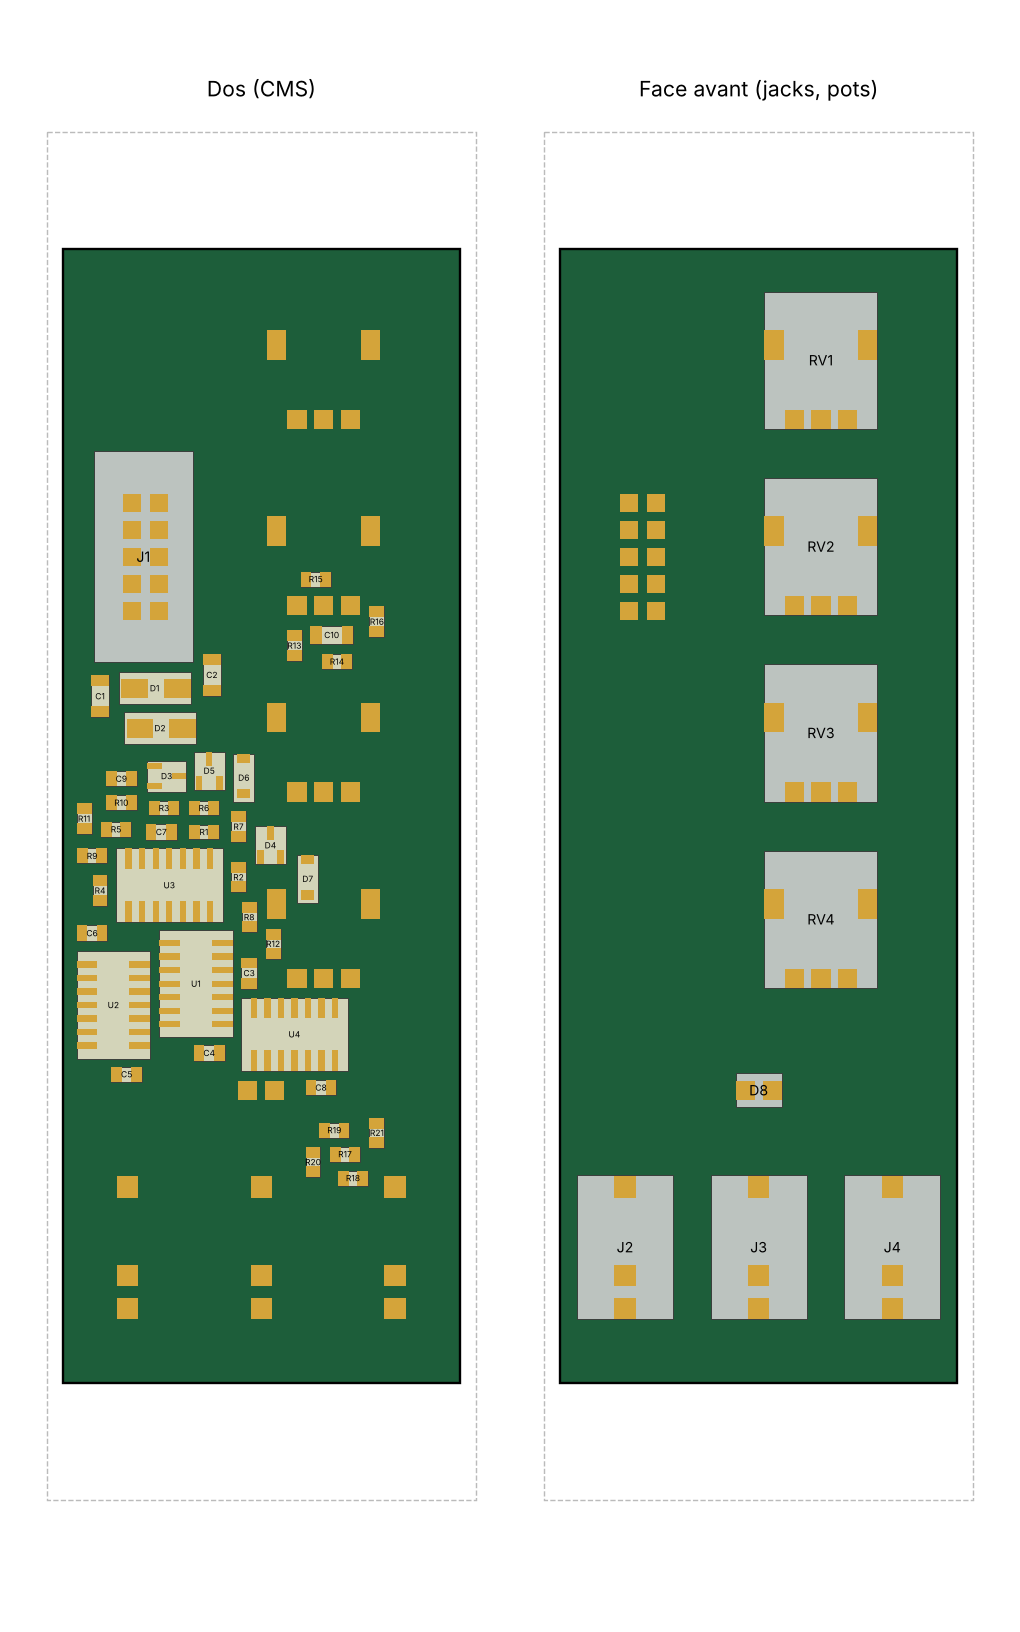 Dos (CMS)
Face avant (jacks, pots)
J1
R15
R16
C10
R13
R14
C2
D1
C1
D2
D5
D3
D6
C9
R10
R3
R6
R11
R7
R5
C7
R1
D4
R9
R2
D7
U3
R4
R8
C6
R12
C3
U1
U2
U4
C4
C5
C8
R19
R21
R17
R20
R18
RV1
RV2
RV3
RV4
D8
J2
J3
J4